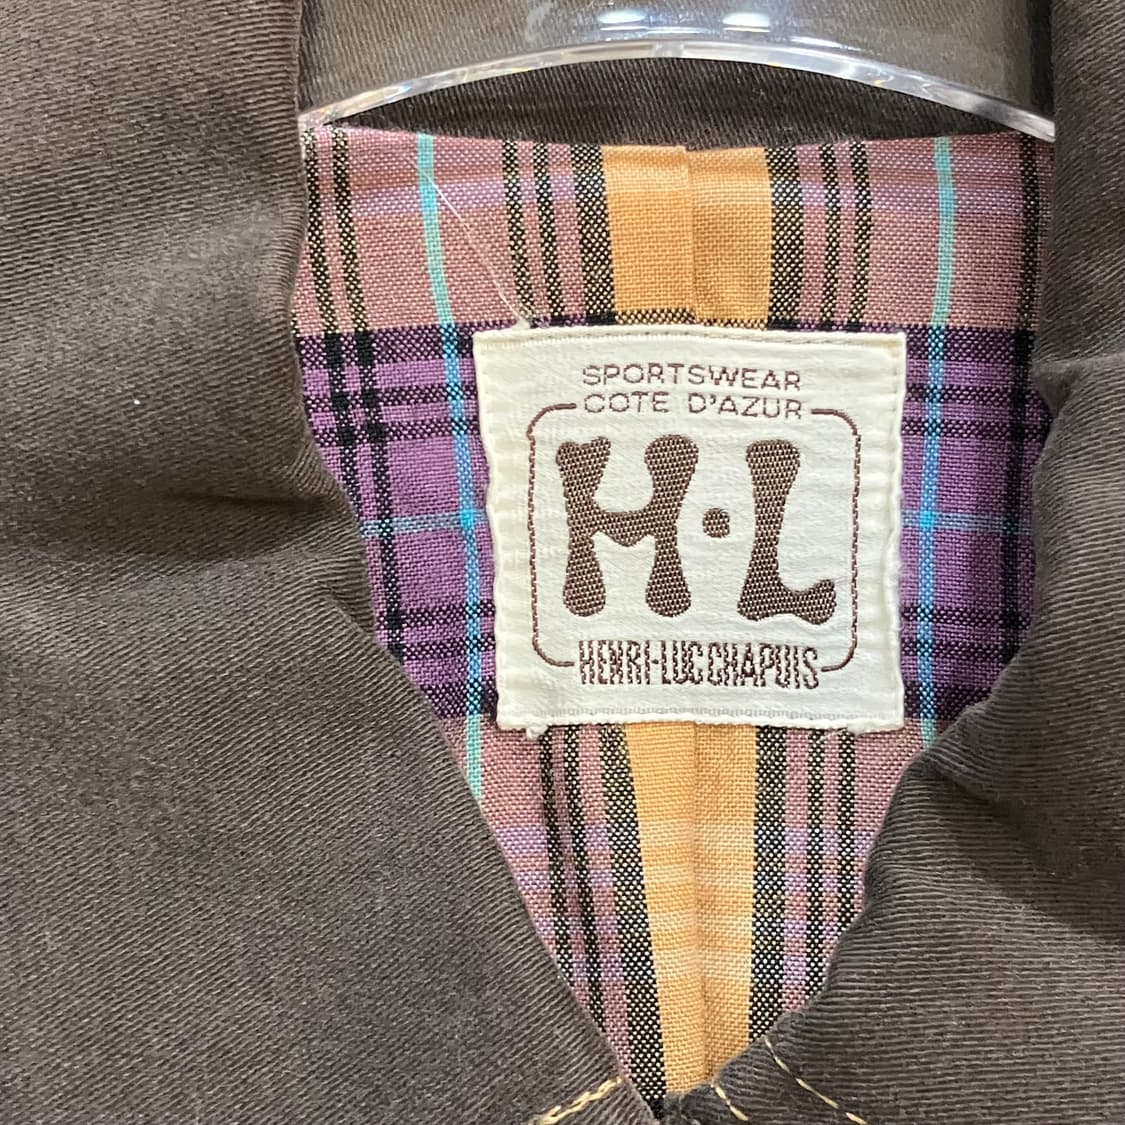 SPORTSWEAR
COTE D'AZUR
H·L
HENRI-LUC CHAPUIS